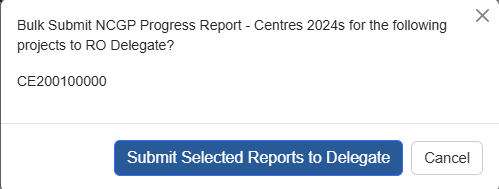 Bulk Submit NCGP Progress Report - Centres 2024s for the following
projects to RO Delegate?
CE200100000
Submit Selected Reports to Delegate
Cancel